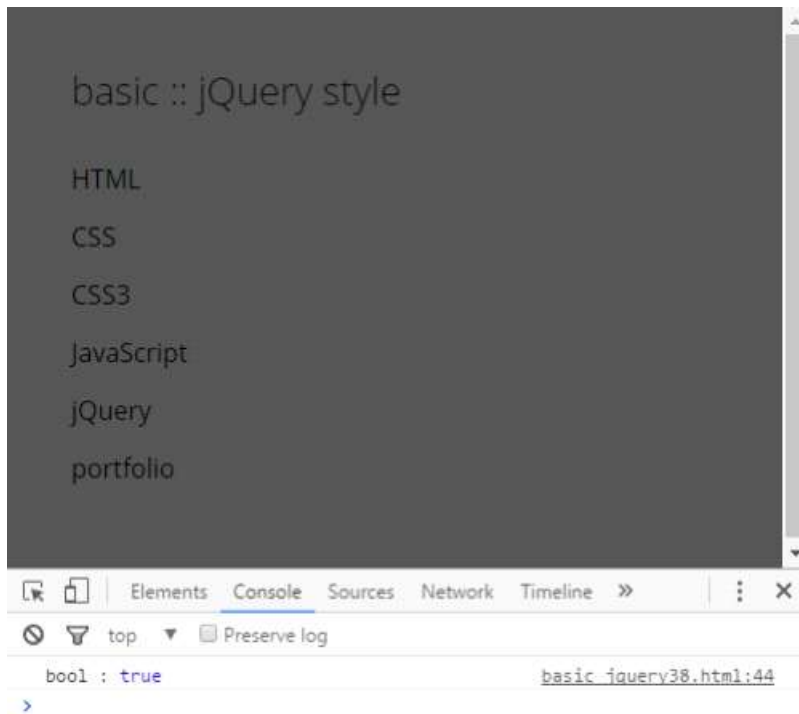 basic :: jQuery style
HTML
CSS
CSS3
JavaScript
jQuery
portfolio
Elements Console Sources Network Timeline »
top ▼ Preserve log
bool : true basic_jquery38.html:44
>